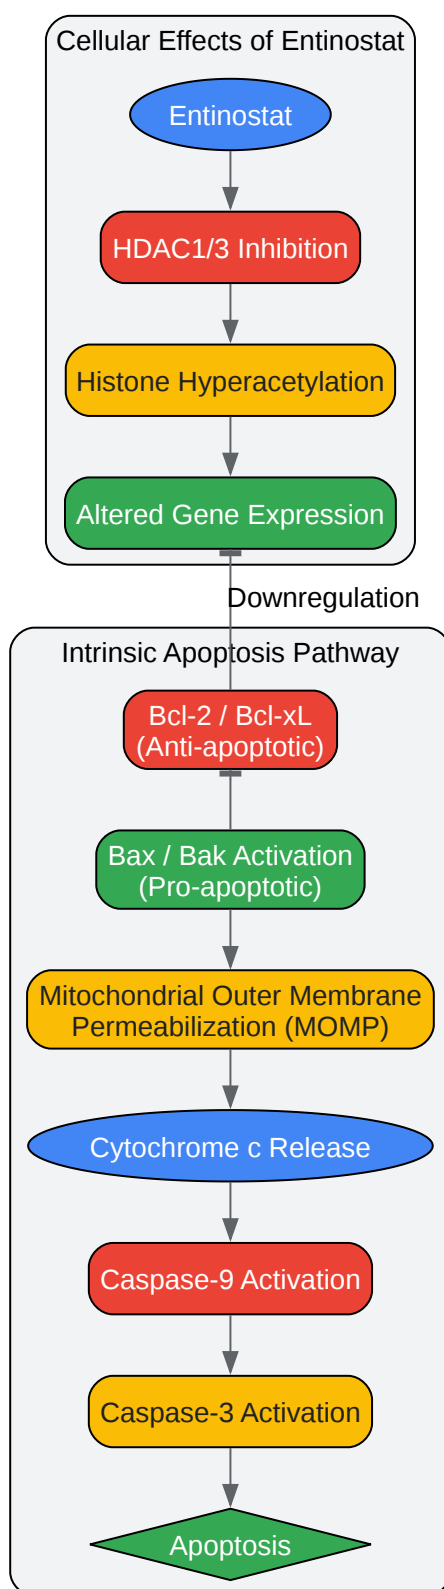 Cellular Effects of Entinostat
Entinostat
HDAC1/3 Inhibition
Histone Hyperacetylation
Altered Gene Expression
Downregulation
Intrinsic Apoptosis Pathway
Bcl-2 / Bcl-xL
(Anti-apoptotic)
Bax / Bak Activation
(Pro-apoptotic)
Mitochondrial Outer Membrane
Permeabilization (MOMP)
Cytochrome c Release
Caspase-9 Activation
Caspase-3 Activation
Apoptosis